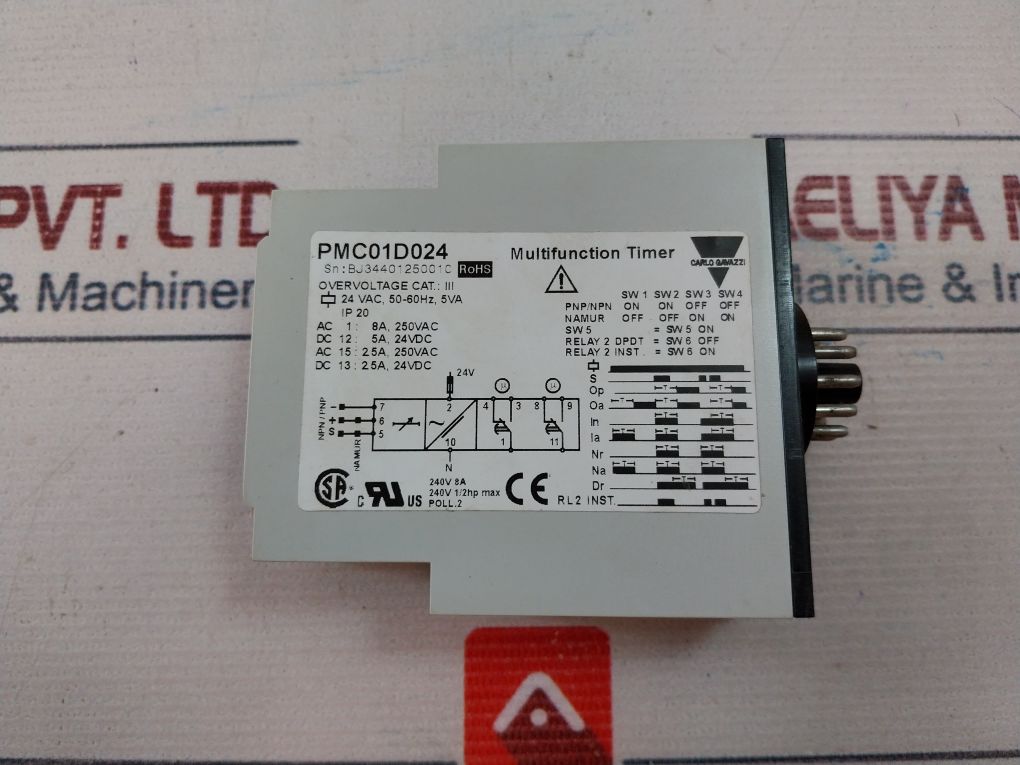 PVT. LTD
ELIYA M
& Machiner
arine & In
PMC01D024
Multifunction Timer
CARLO GAVAZZI
RoHS
OVERVOLTAGE CAT.: III
24 VAC, 50-60Hz, 5VA
IP 20
AC 1: 8A, 250VAC
DC 12: 5A, 24VDC
AC 15: 2.5A, 250VAC
DC 13: 2.5A, 24VDC
SW 1 SW 2 SW 3 SW 4
PNP/NPN ON ON OFF OFF
NAMUR OFF OFF ON ON
SW 5 = SW 5 ON
RELAY 2 DPDT = SW 6 OFF
RELAY 2 INST. = SW 6 ON
24V
NPN / PNP
NAMUR
- 7
+ 6
S 5
2
10
N
4 3 8 9
1 11
S
Op
Oa
In
Ia
Nr
Na
Dr
RL2 INST.
SA
C US
240V 8A
240V 1/2hp max
POLL.2
CE